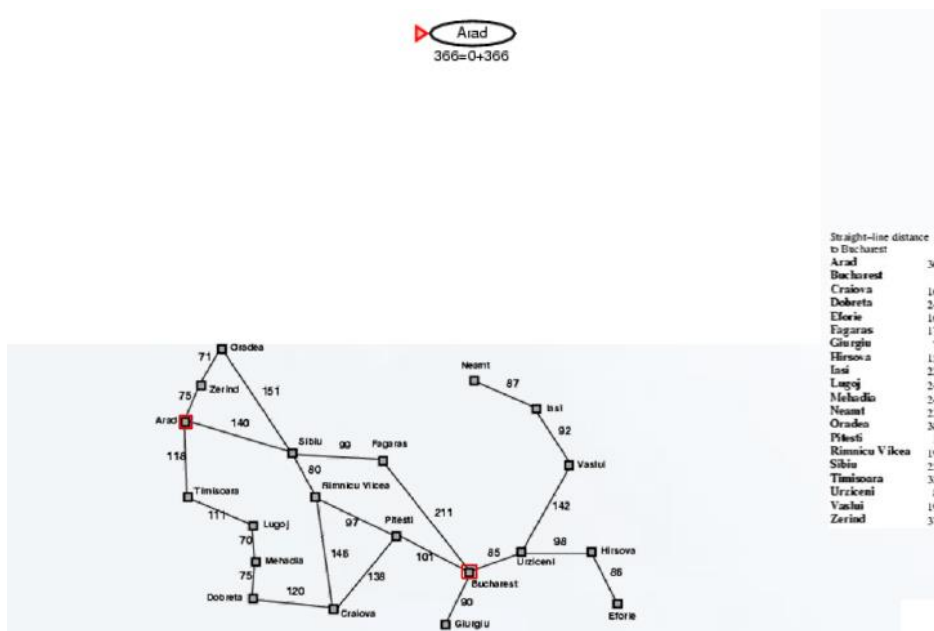 Arad
366=0+366
Straight-line distance
to Bucharest
Arad
Bucharest
Craiova
Dobreta
Eforie
Fagaras
Giurgiu
Hirsova
Iasi
Lugoj
Mehadia
Neamt
Oradea
Pitesti
Rimnicu Vilcea
Sibiu
Timisoara
Urziceni
Vaslui
Zerind
Oradea
71
Neamt
87
Zerind
151
75
Iasi
Arad
140
92
Sibiu
99
Fagaras
118
80
Vaslui
Timisoara
Rimnicu Vilcea
111
Lugoj
97
Pitesti
211
142
70
98
Hirsova
146
101
85
Urziceni
Mehadia
138
86
75
Bucharest
120
90
Dobreta
Craiova
Eforie
Giurgiu